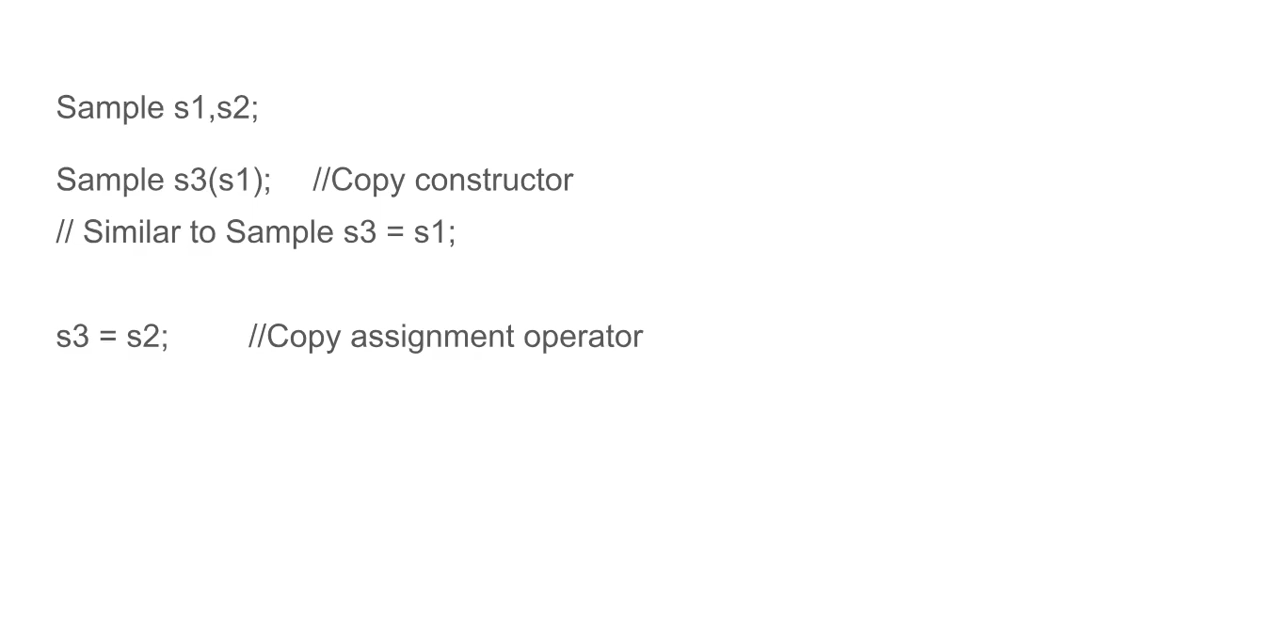 Sample s1,s2;
Sample s3(s1); //Copy constructor
// Similar to Sample s3 = s1;
s3 = s2; //Copy assignment operator